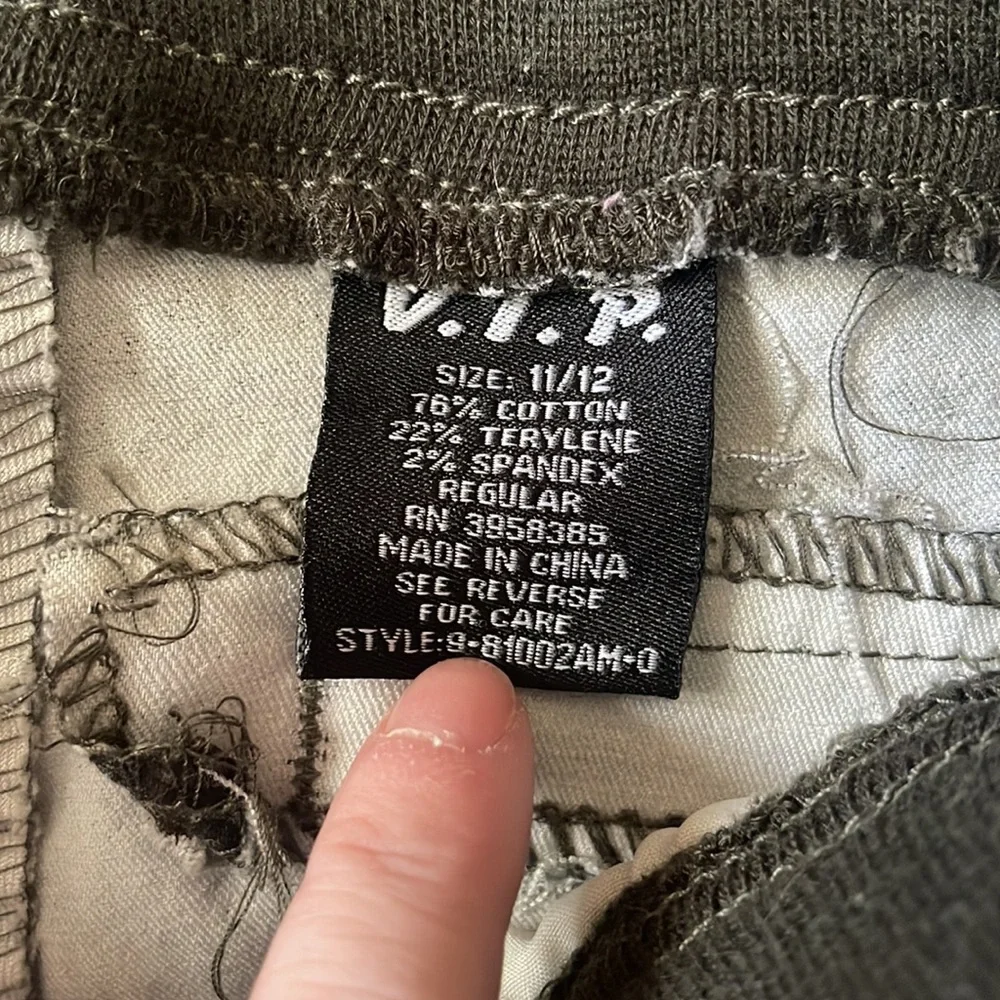 V.I.P.
SIZE: 11/12
76% COTTON
22% TERYLENE
2% SPANDEX
REGULAR
RN 3958385
MADE IN CHINA
SEE REVERSE
FOR CARE
STYLE:9-81002AM-0